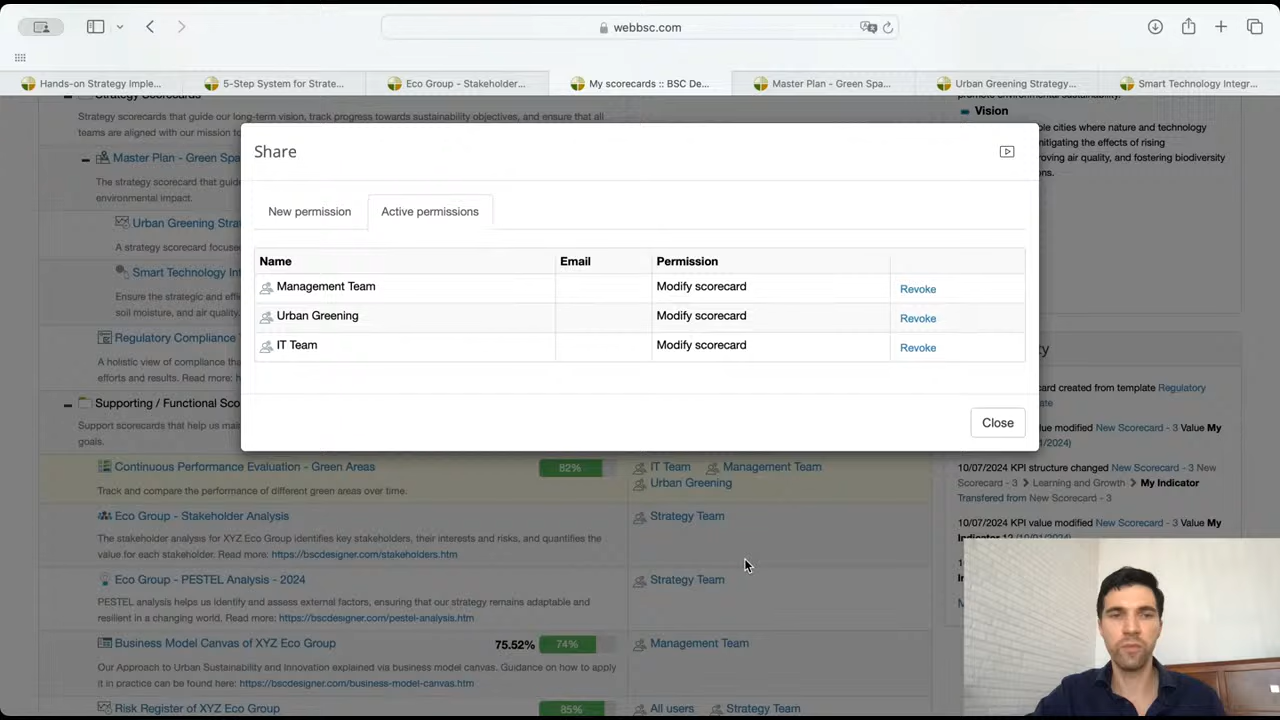 webbsc.com
Hands-on Strategy Imple...
5-Step System for Strate...
Eco Group - Stakeholder...
My scorecards :: BSC De...
Master Plan - Green Spa...
Urban Greening Strategy...
Smart Technology Integr...
Strategy Scorecards
Strategy scorecards that guide our long-term vision, track progress towards sustainability objectives, and ensure that all
teams are aligned with our mission to
Master Plan - Green Spa
The strategy scorecard that guid
environmental impact.
Urban Greening Stra
A strategy scorecard focuse
Smart Technology Int
Ensure the strategic and effe
soil moisture, and air quality.
Regulatory Compliance
A holistic view of compliance tha
efforts and results. Read more: h
Supporting / Functional Sco
Support scorecards that help us mai
goals.
Share
New permission
Active permissions
Name Email Permission
Management Team Modify scorecard Revoke
Urban Greening Modify scorecard Revoke
IT Team Modify scorecard Revoke
Close
Continuous Performance Evaluation - Green Areas 82% IT Team Management Team
Urban Greening
Track and compare the performance of different green areas over time.
Eco Group - Stakeholder Analysis Strategy Team
The stakeholder analysis for XYZ Eco Group identifies key stakeholders, their interests and risks, and quantifies the
value for each stakeholder. Read more: https://bscdesigner.com/stakeholders.htm
Eco Group - PESTEL Analysis - 2024 Strategy Team
PESTEL analysis helps us identify and assess external factors, ensuring that our strategy remains adaptable and
resilient in a changing world. Read more: https://bscdesigner.com/pestel-analysis.htm
Business Model Canvas of XYZ Eco Group 75.52% 74% Management Team
Our Approach to Urban Sustainability and Innovation explained via business model canvas. Guidance on how to apply
it in practice can be found here: https://bscdesigner.com/business-model-canvas.htm
Risk Register of XYZ Eco Group 85% All users Strategy Team
promote environmental sustainability.
Vision
le cities where nature and technology
mitigating the effects of rising
roving air quality, and fostering biodiversity
ns.
ty
ard created from template Regulatory
ate
value modified New Scorecard - 3 Value My
/01/2024)
10/07/2024 KPI structure changed New Scorecard - 3 New
Scorecard - 3 Learning and Growth My Indicator
Transfered from New Scorecard - 3
10/07/2024 KPI value modified New Scorecard - 3 Value My